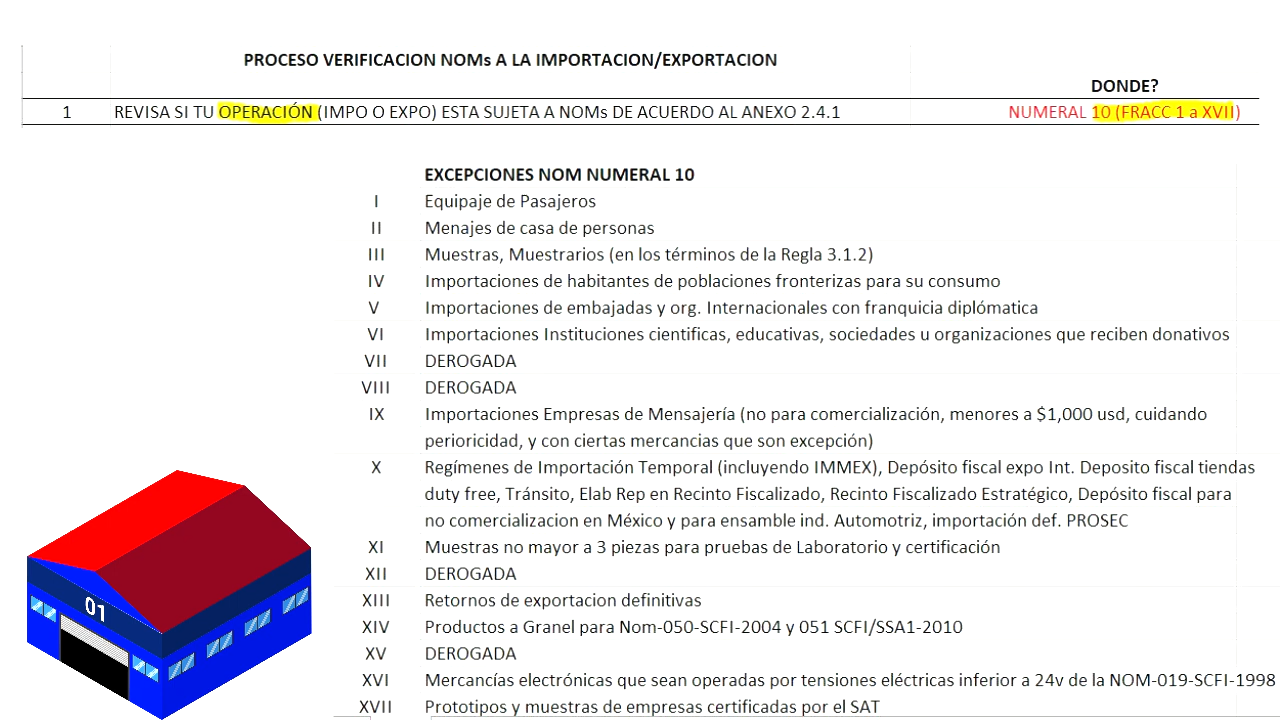 PROCESO VERIFICACION NOMs A LA IMPORTACION/EXPORTACION
DONDE?
1 REVISA SI TU OPERACIÓN (IMPO O EXPO) ESTA SUJETA A NOMs DE ACUERDO AL ANEXO 2.4.1 NUMERAL 10 (FRACC 1 a XVII)
EXCEPCIONES NOM NUMERAL 10
I Equipaje de Pasajeros
II Menajes de casa de personas
III Muestras, Muestrarios (en los términos de la Regla 3.1.2)
IV Importaciones de habitantes de poblaciones fronterizas para su consumo
V Importaciones de embajadas y org. Internacionales con franquicia diplómatica
VI Importaciones Instituciones cientificas, educativas, sociedades u organizaciones que reciben donativos
VII DEROGADA
VIII DEROGADA
IX Importaciones Empresas de Mensajería (no para comercialización, menores a $1,000 usd, cuidando
perioricidad, y con ciertas mercancias que son excepción)
X Regímenes de Importación Temporal (incluyendo IMMEX), Depósito fiscal expo Int. Deposito fiscal tiendas
duty free, Tránsito, Elab Rep en Recinto Fiscalizado, Recinto Fiscalizado Estratégico, Depósito fiscal para
no comercializacion en México y para ensamble ind. Automotriz, importación def. PROSEC
XI Muestras no mayor a 3 piezas para pruebas de Laboratorio y certificación
XII DEROGADA
XIII Retornos de exportacion definitivas
XIV Productos a Granel para Nom-050-SCFI-2004 y 051 SCFI/SSA1-2010
XV DEROGADA
XVI Mercancías electrónicas que sean operadas por tensiones eléctricas inferior a 24v de la NOM-019-SCFI-1998
XVII Prototipos y muestras de empresas certificadas por el SAT
01